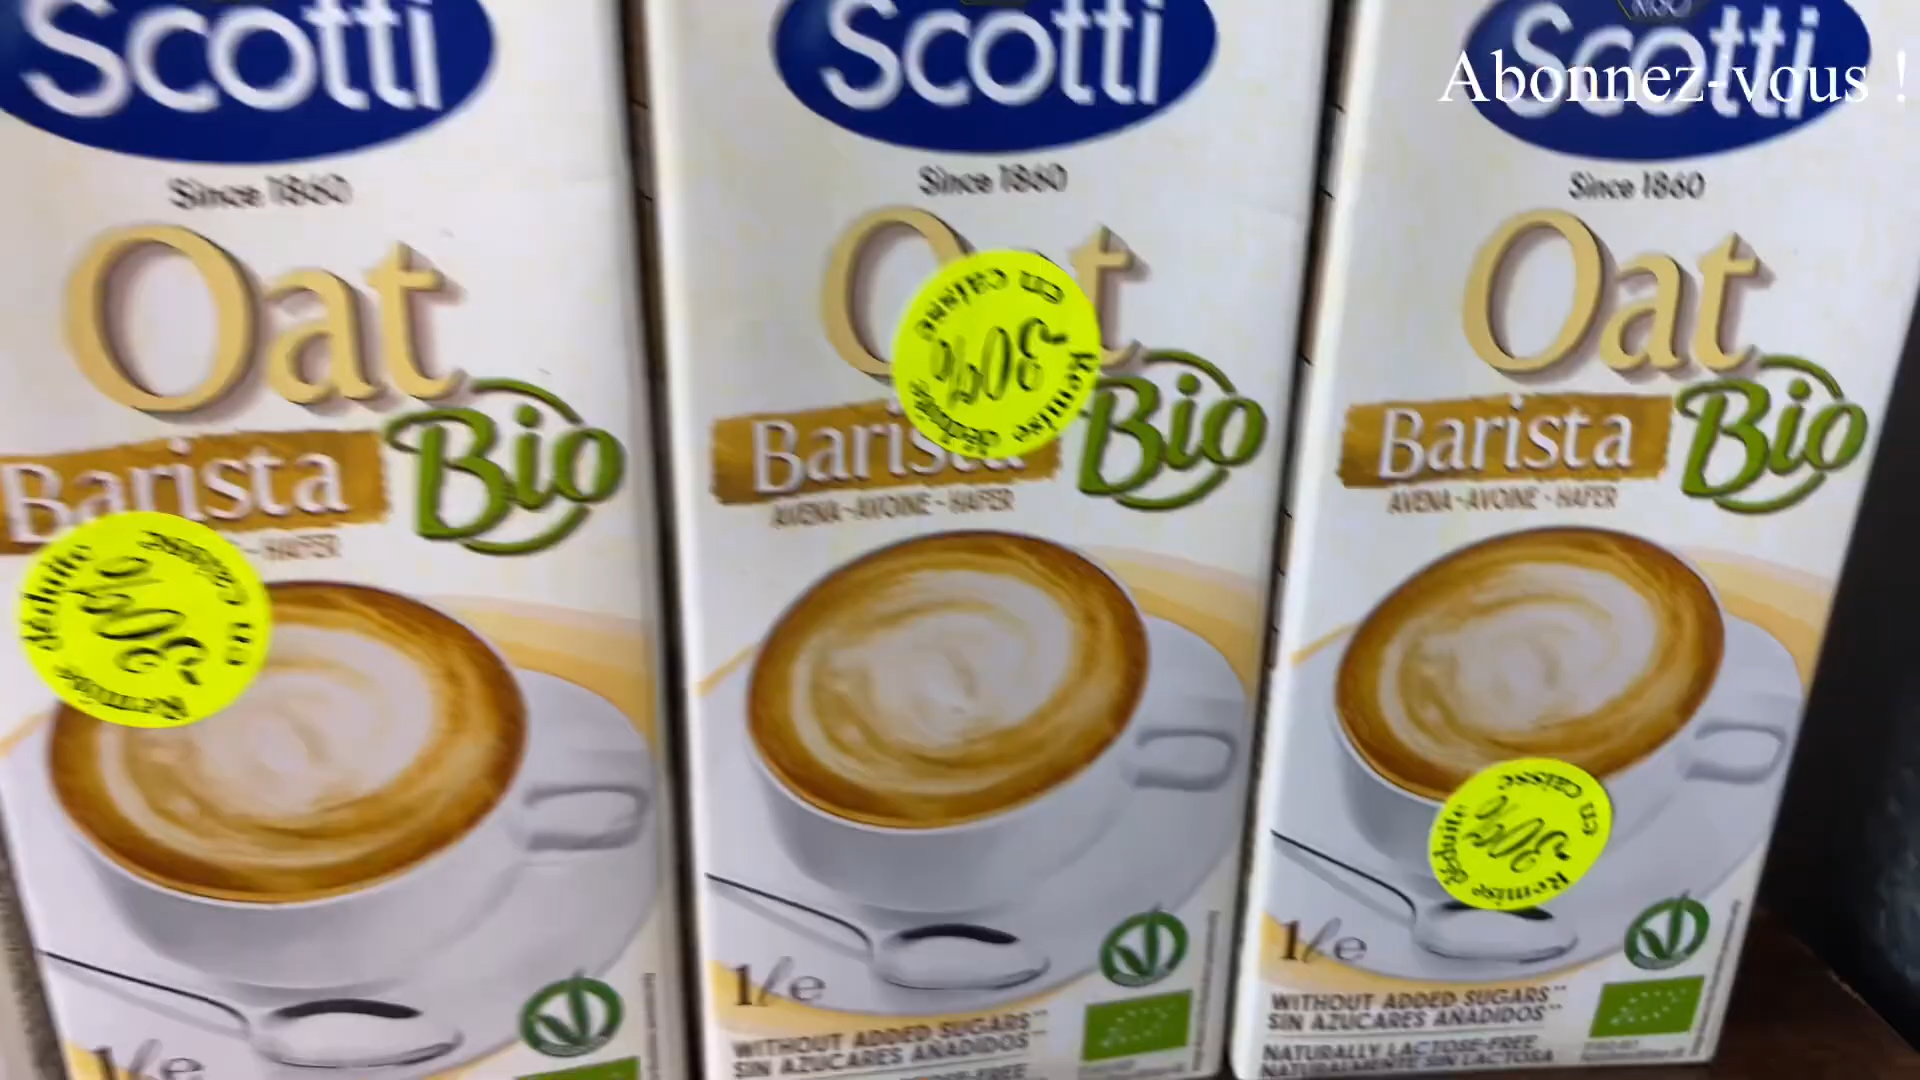 Scotti
Since 1860
Oat
Barista
Bio
- HAFER
Remise déduite
30%
en caisse
1 l e
Scotti
Since 1860
Oat
Barista
Bio
AVENA - AVOINE - HAFER
Remise déduite
30%
en caisse
1 l e
WITHOUT ADDED SUGARS**
SIN AZUCARES AÑADIDOS**
Abonnez-vous !
Scotti
Since 1860
Oat
Barista
Bio
AVENA - AVOINE - HAFER
Remise déduite
30%
en caisse
1 l e
WITHOUT ADDED SUGARS**
SIN AZUCARES AÑADIDOS**
NATURALLY LACTOSE-FREE
NATURALMENTE SIN LACTOSA